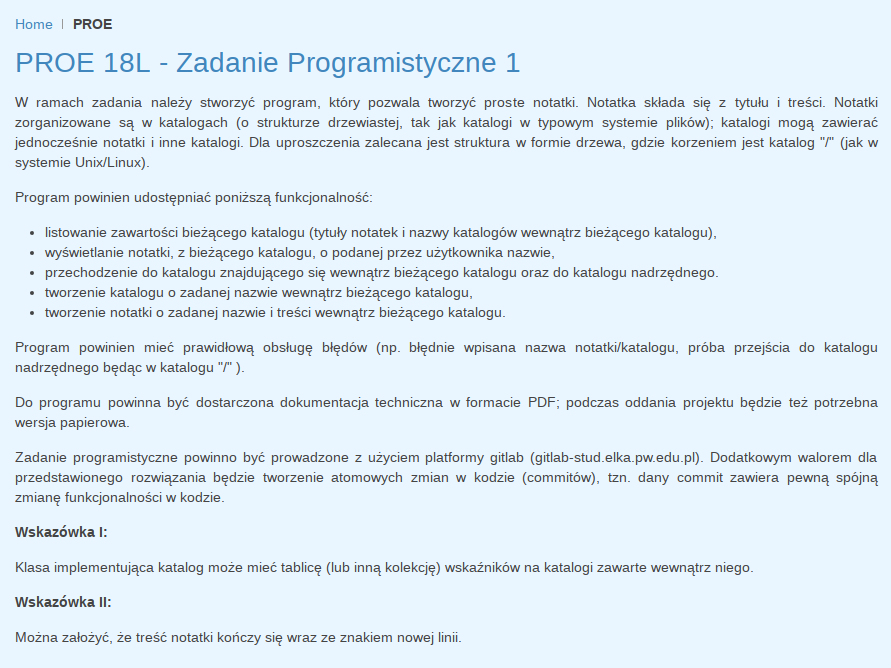 Home | PROE
PROE 18L - Zadanie Programistyczne 1
W ramach zadania należy stworzyć program, który pozwala tworzyć proste notatki. Notatka składa się z tytułu i treści. Notatki
zorganizowane są w katalogach (o strukturze drzewiastej, tak jak katalogi w typowym systemie plików); katalogi mogą zawierać
jednocześnie notatki i inne katalogi. Dla uproszczenia zalecana jest struktura w formie drzewa, gdzie korzeniem jest katalog "/" (jak w
systemie Unix/Linux).
Program powinien udostępniać poniższą funkcjonalność:
• listowanie zawartości bieżącego katalogu (tytuły notatek i nazwy katalogów wewnątrz bieżącego katalogu),
• wyświetlanie notatki, z bieżącego katalogu, o podanej przez użytkownika nazwie,
• przechodzenie do katalogu znajdującego się wewnątrz bieżącego katalogu oraz do katalogu nadrzędnego.
• tworzenie katalogu o zadanej nazwie wewnątrz bieżącego katalogu,
• tworzenie notatki o zadanej nazwie i treści wewnątrz bieżącego katalogu.
Program powinien mieć prawidłową obsługę błędów (np. błędnie wpisana nazwa notatki/katalogu, próba przejścia do katalogu
nadrzędnego będąc w katalogu "/" ).
Do programu powinna być dostarczona dokumentacja techniczna w formacie PDF; podczas oddania projektu będzie też potrzebna
wersja papierowa.
Zadanie programistyczne powinno być prowadzone z użyciem platformy gitlab (gitlab-stud.elka.pw.edu.pl). Dodatkowym walorem dla
przedstawionego rozwiązania będzie tworzenie atomowych zmian w kodzie (commitów), tzn. dany commit zawiera pewną spójną
zmianę funkcjonalności w kodzie.
Wskazówka I:
Klasa implementująca katalog może mieć tablicę (lub inną kolekcję) wskaźników na katalogi zawarte wewnątrz niego.
Wskazówka II:
Można założyć, że treść notatki kończy się wraz ze znakiem nowej linii.